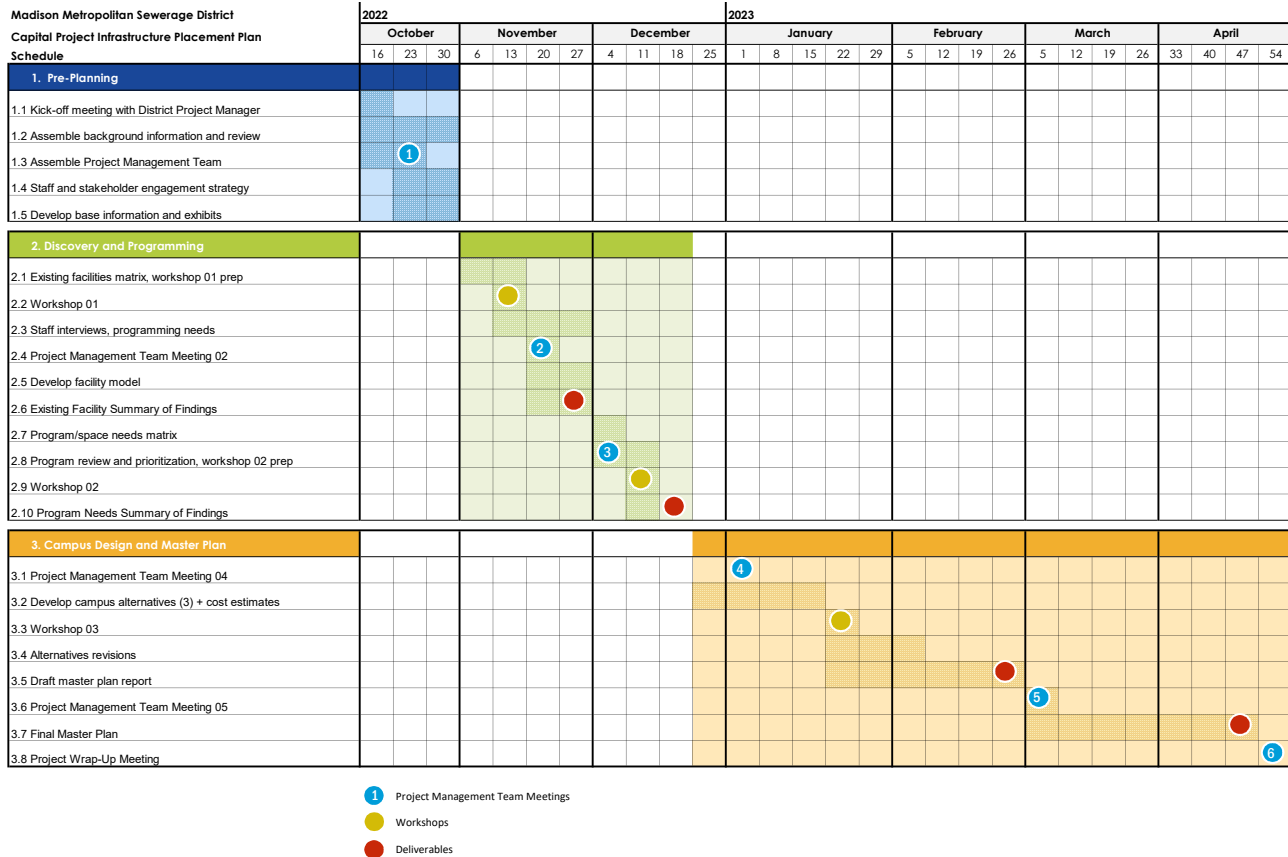 Madison Metropolitan Sewerage District 2022 2023
Capital Project Infrastructure Placement Plan October November December January February March April
Schedule 16 23 30 6 13 20 27 4 11 18 25 1 8 15 22 29 5 12 19 26 5 12 19 26 33 40 47 54
1. Pre-Planning
1.1 Kick-off meeting with District Project Manager
1.2 Assemble background information and review
1.3 Assemble Project Management Team 1
1.4 Staff and stakeholder engagement strategy
1.5 Develop base information and exhibits
2. Discovery and Programming
2.1 Existing facilities matrix, workshop 01 prep
2.2 Workshop 01
2.3 Staff interviews, programming needs
2.4 Project Management Team Meeting 02 2
2.5 Develop facility model
2.6 Existing Facility Summary of Findings
2.7 Program/space needs matrix
2.8 Program review and prioritization, workshop 02 prep 3
2.9 Workshop 02
2.10 Program Needs Summary of Findings
3. Campus Design and Master Plan
3.1 Project Management Team Meeting 04 4
3.2 Develop campus alternatives (3) + cost estimates
3.3 Workshop 03
3.4 Alternatives revisions
3.5 Draft master plan report
3.6 Project Management Team Meeting 05 5
3.7 Final Master Plan
3.8 Project Wrap-Up Meeting 6
1 Project Management Team Meetings
Workshops
Deliverables